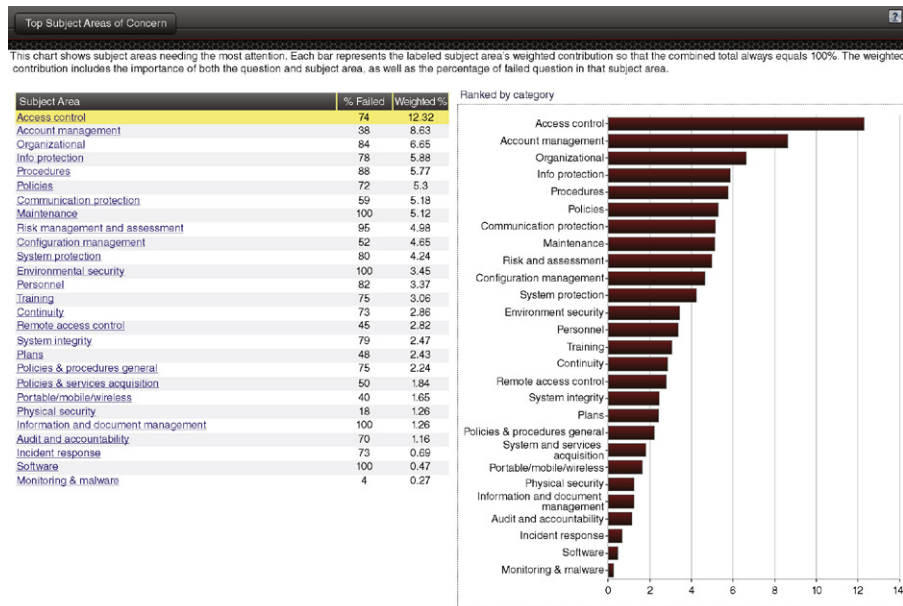 Top Subject Areas of Concern
?
This chart shows subject areas needing the most attention. Each bar represents the labeled subject area's weighted contribution so that the combined total always equals 100%. The weighted
contribution includes the importance of both the question and subject area, as well as the percentage of failed question in that subject area.
Subject Area % Failed Weighted %
Access control 74 12.32
Account management 38 8.63
Organizational 84 6.65
Info protection 78 5.88
Procedures 88 5.77
Policies 72 5.3
Communication protection 59 5.18
Maintenance 100 5.12
Risk management and assessment 95 4.98
Configuration management 52 4.65
System protection 80 4.24
Environmental security 100 3.45
Personnel 82 3.37
Training 75 3.06
Continuity 73 2.86
Remote access control 45 2.82
System integrity 79 2.47
Plans 48 2.43
Policies & procedures general 75 2.24
Policies & services acquisition 50 1.84
Portable/mobile/wireless 40 1.65
Physical security 18 1.26
Information and document management 100 1.26
Audit and accountability 70 1.16
Incident response 73 0.69
Software 100 0.47
Monitoring & malware 4 0.27
Ranked by category
Access control
Account management
Organizational
Info protection
Procedures
Policies
Communication protection
Maintenance
Risk and assessment
Configuration management
System protection
Environment security
Personnel
Training
Continuity
Remote access control
System integrity
Plans
Policies & procedures general
System and services
acquisition
Portable/mobile/wireless
Physical security
Information and document
management
Audit and accountability
Incident response
Software
Monitoring & malware
0 2 4 6 8 10 12 14